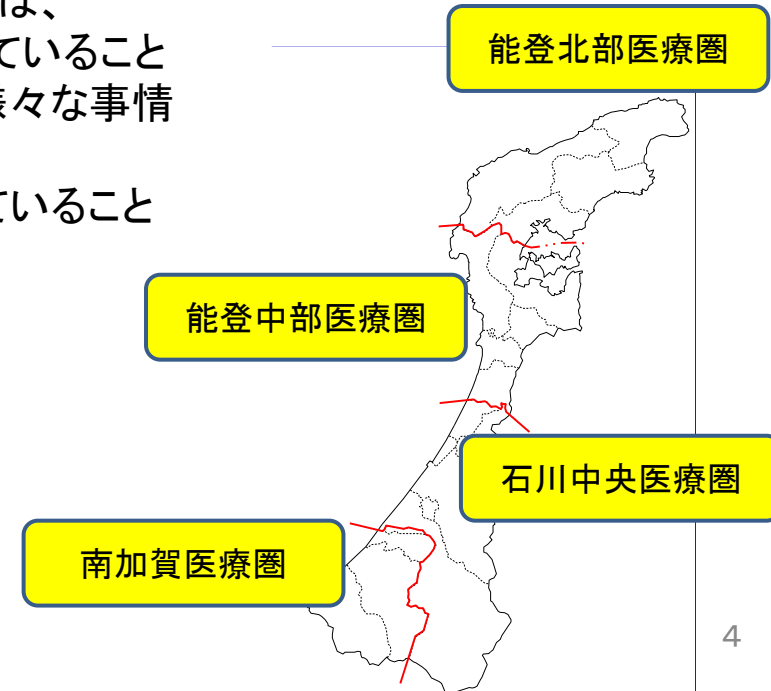 は、
ていること
様々な事情
ていること
能登北部医療圏
能登中部医療圏
石川中央医療圏
南加賀医療圏
4